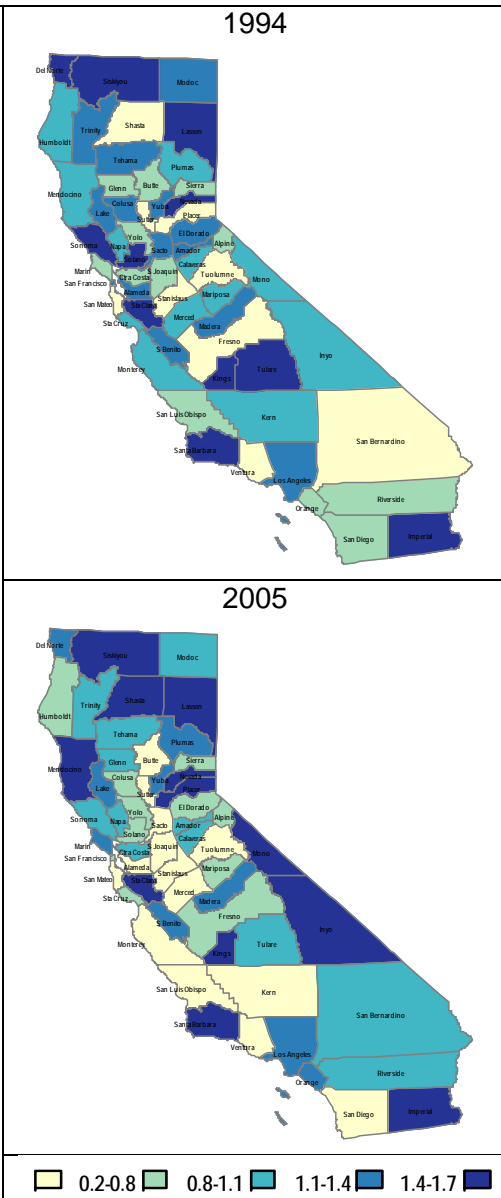 1994
Del Norte
Siskiyou
Modoc
Humboldt
Trinity
Shasta
Lassen
Tehama
Plumas
Mendocino
Glenn
Butte
Sierra
Lake
Colusa
Sutter
Yuba
Nevada
Placer
Sonoma
Napa
Yolo
Sacto
El Dorado
Alpine
Solano
Amador
Calaveras
Marin
Ctra Costa
S Joaquin
Tuolumne
Mono
San Francisco
Alameda
Stanislaus
San Mateo
Sta Clara
Mariposa
Sta Cruz
Merced
Madera
S Benito
Fresno
Inyo
Monterey
Kings
Tulare
San Luis Obispo
Kern
San Bernardino
Santa Barbara
Ventura
Los Angeles
Orange
Riverside
San Diego
Imperial
2005
Del Norte
Siskiyou
Modoc
Humboldt
Trinity
Shasta
Lassen
Tehama
Plumas
Mendocino
Glenn
Butte
Sierra
Lake
Colusa
Sutter
Yuba
Nevada
Placer
Sonoma
Napa
Yolo
Sacto
El Dorado
Alpine
Solano
Amador
Calaveras
Marin
Ctra Costa
S Joaquin
Tuolumne
Mono
San Francisco
Alameda
Stanislaus
San Mateo
Sta Clara
Mariposa
Sta Cruz
Merced
Madera
S Benito
Fresno
Inyo
Monterey
Kings
Tulare
San Luis Obispo
Kern
San Bernardino
Santa Barbara
Ventura
Los Angeles
Orange
Riverside
San Diego
Imperial
0.2-0.8 0.8-1.1 1.1-1.4 1.4-1.7